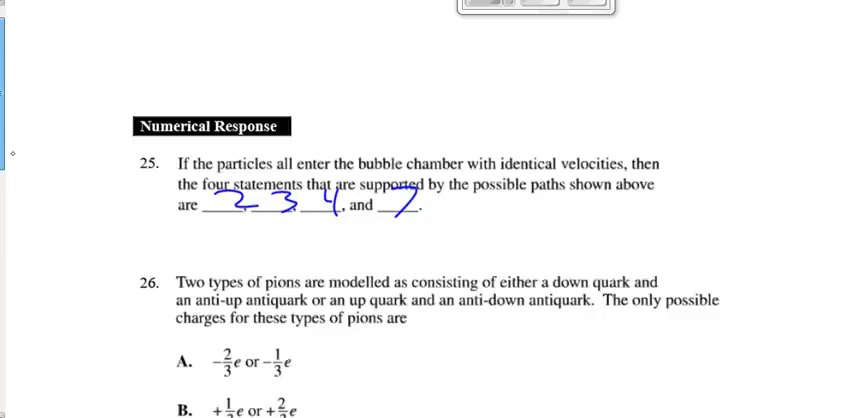 Numerical Response
25. If the particles all enter the bubble chamber with identical velocities, then
the four statements that are supported by the possible paths shown above
are 2, 3, 4, and 7.
26. Two types of pions are modelled as consisting of either a down quark and
an anti-up antiquark or an up quark and an anti-down antiquark. The only possible
charges for these types of pions are
A. −2/3 e or −1/3 e
B. +1/3 e or +2/3 e